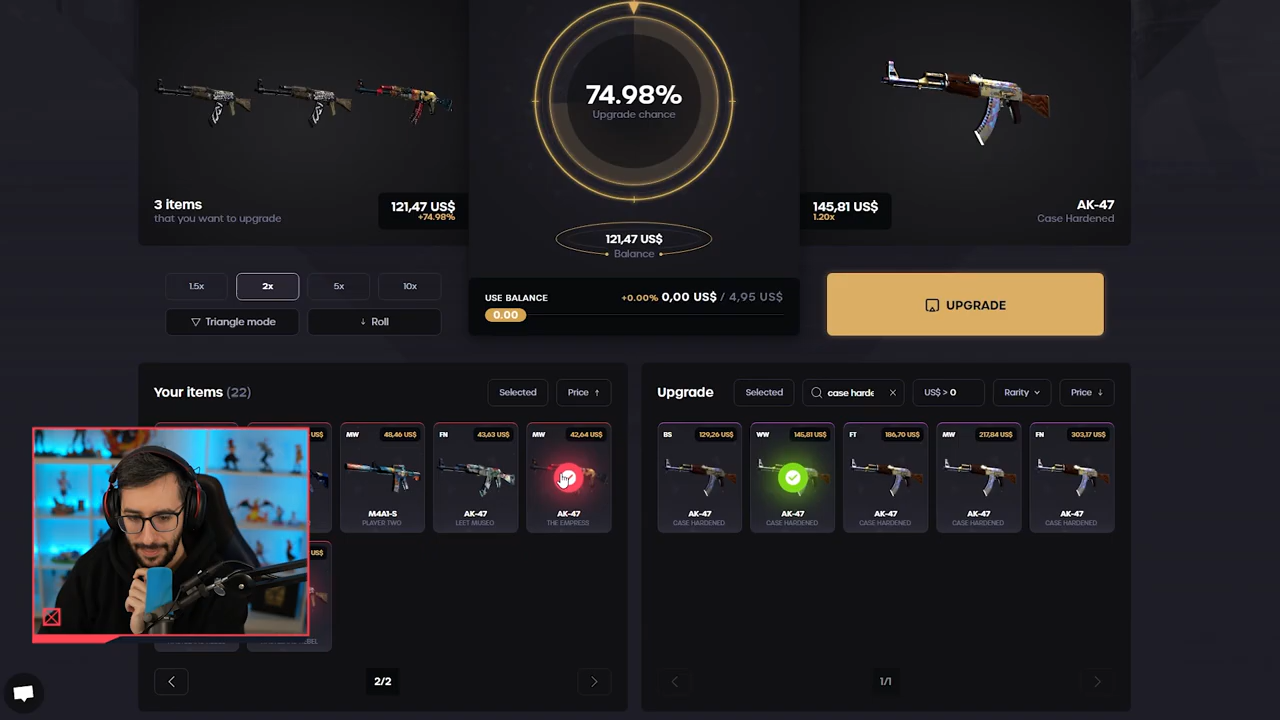 74.98%
Upgrade chance
3 items
that you want to upgrade
121,47 US$
+74.98%
145,81 US$
1.20x
AK-47
Case Hardened
121,47 US$
Balance
1.5x
2x
5x
10x
Triangle mode
Roll
USE BALANCE
+0.00% 0,00 US$ / 4,95 US$
0.00
UPGRADE
Your items (22)
Selected
Price
US$
MW
48,46 US$
M4A1-S
PLAYER TWO
FN
43,63 US$
AK-47
LEET MUSEO
MW
42,64 US$
AK-47
THE EMPRESS
US$
2/2
Upgrade
Selected
case harde
US$ > 0
Rarity
Price
BS
129,26 US$
AK-47
CASE HARDENED
WW
145,81 US$
AK-47
CASE HARDENED
FT
186,70 US$
AK-47
CASE HARDENED
MW
217,84 US$
AK-47
CASE HARDENED
FN
303,17 US$
AK-47
CASE HARDENED
1/1